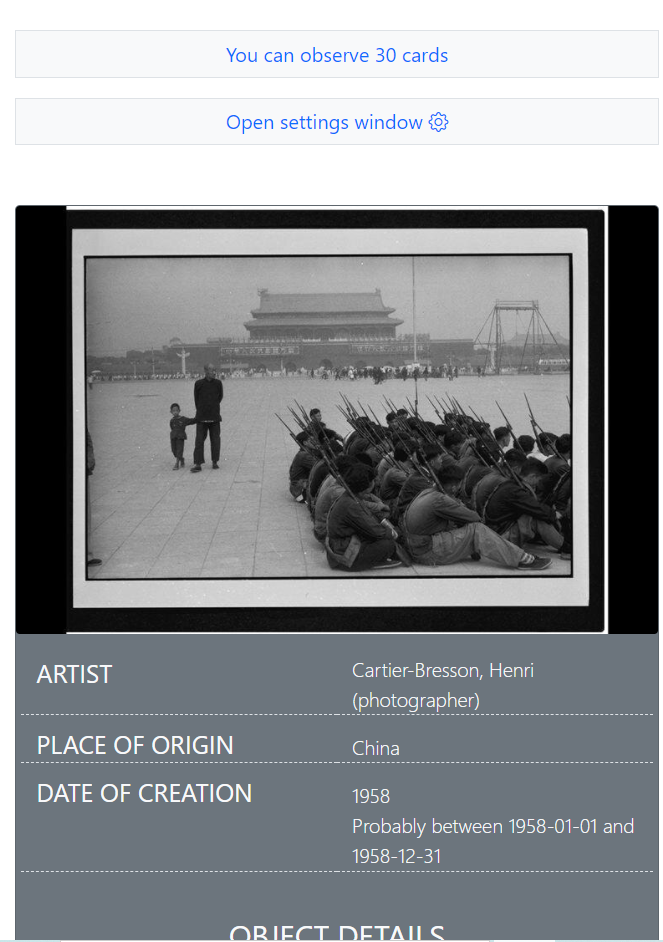 You can observe 30 cards
Open settings window
ARTIST
Cartier-Bresson, Henri
(photographer)
PLACE OF ORIGIN
China
DATE OF CREATION
1958
Probably between 1958-01-01 and
1958-12-31
OBJECT DETAILS